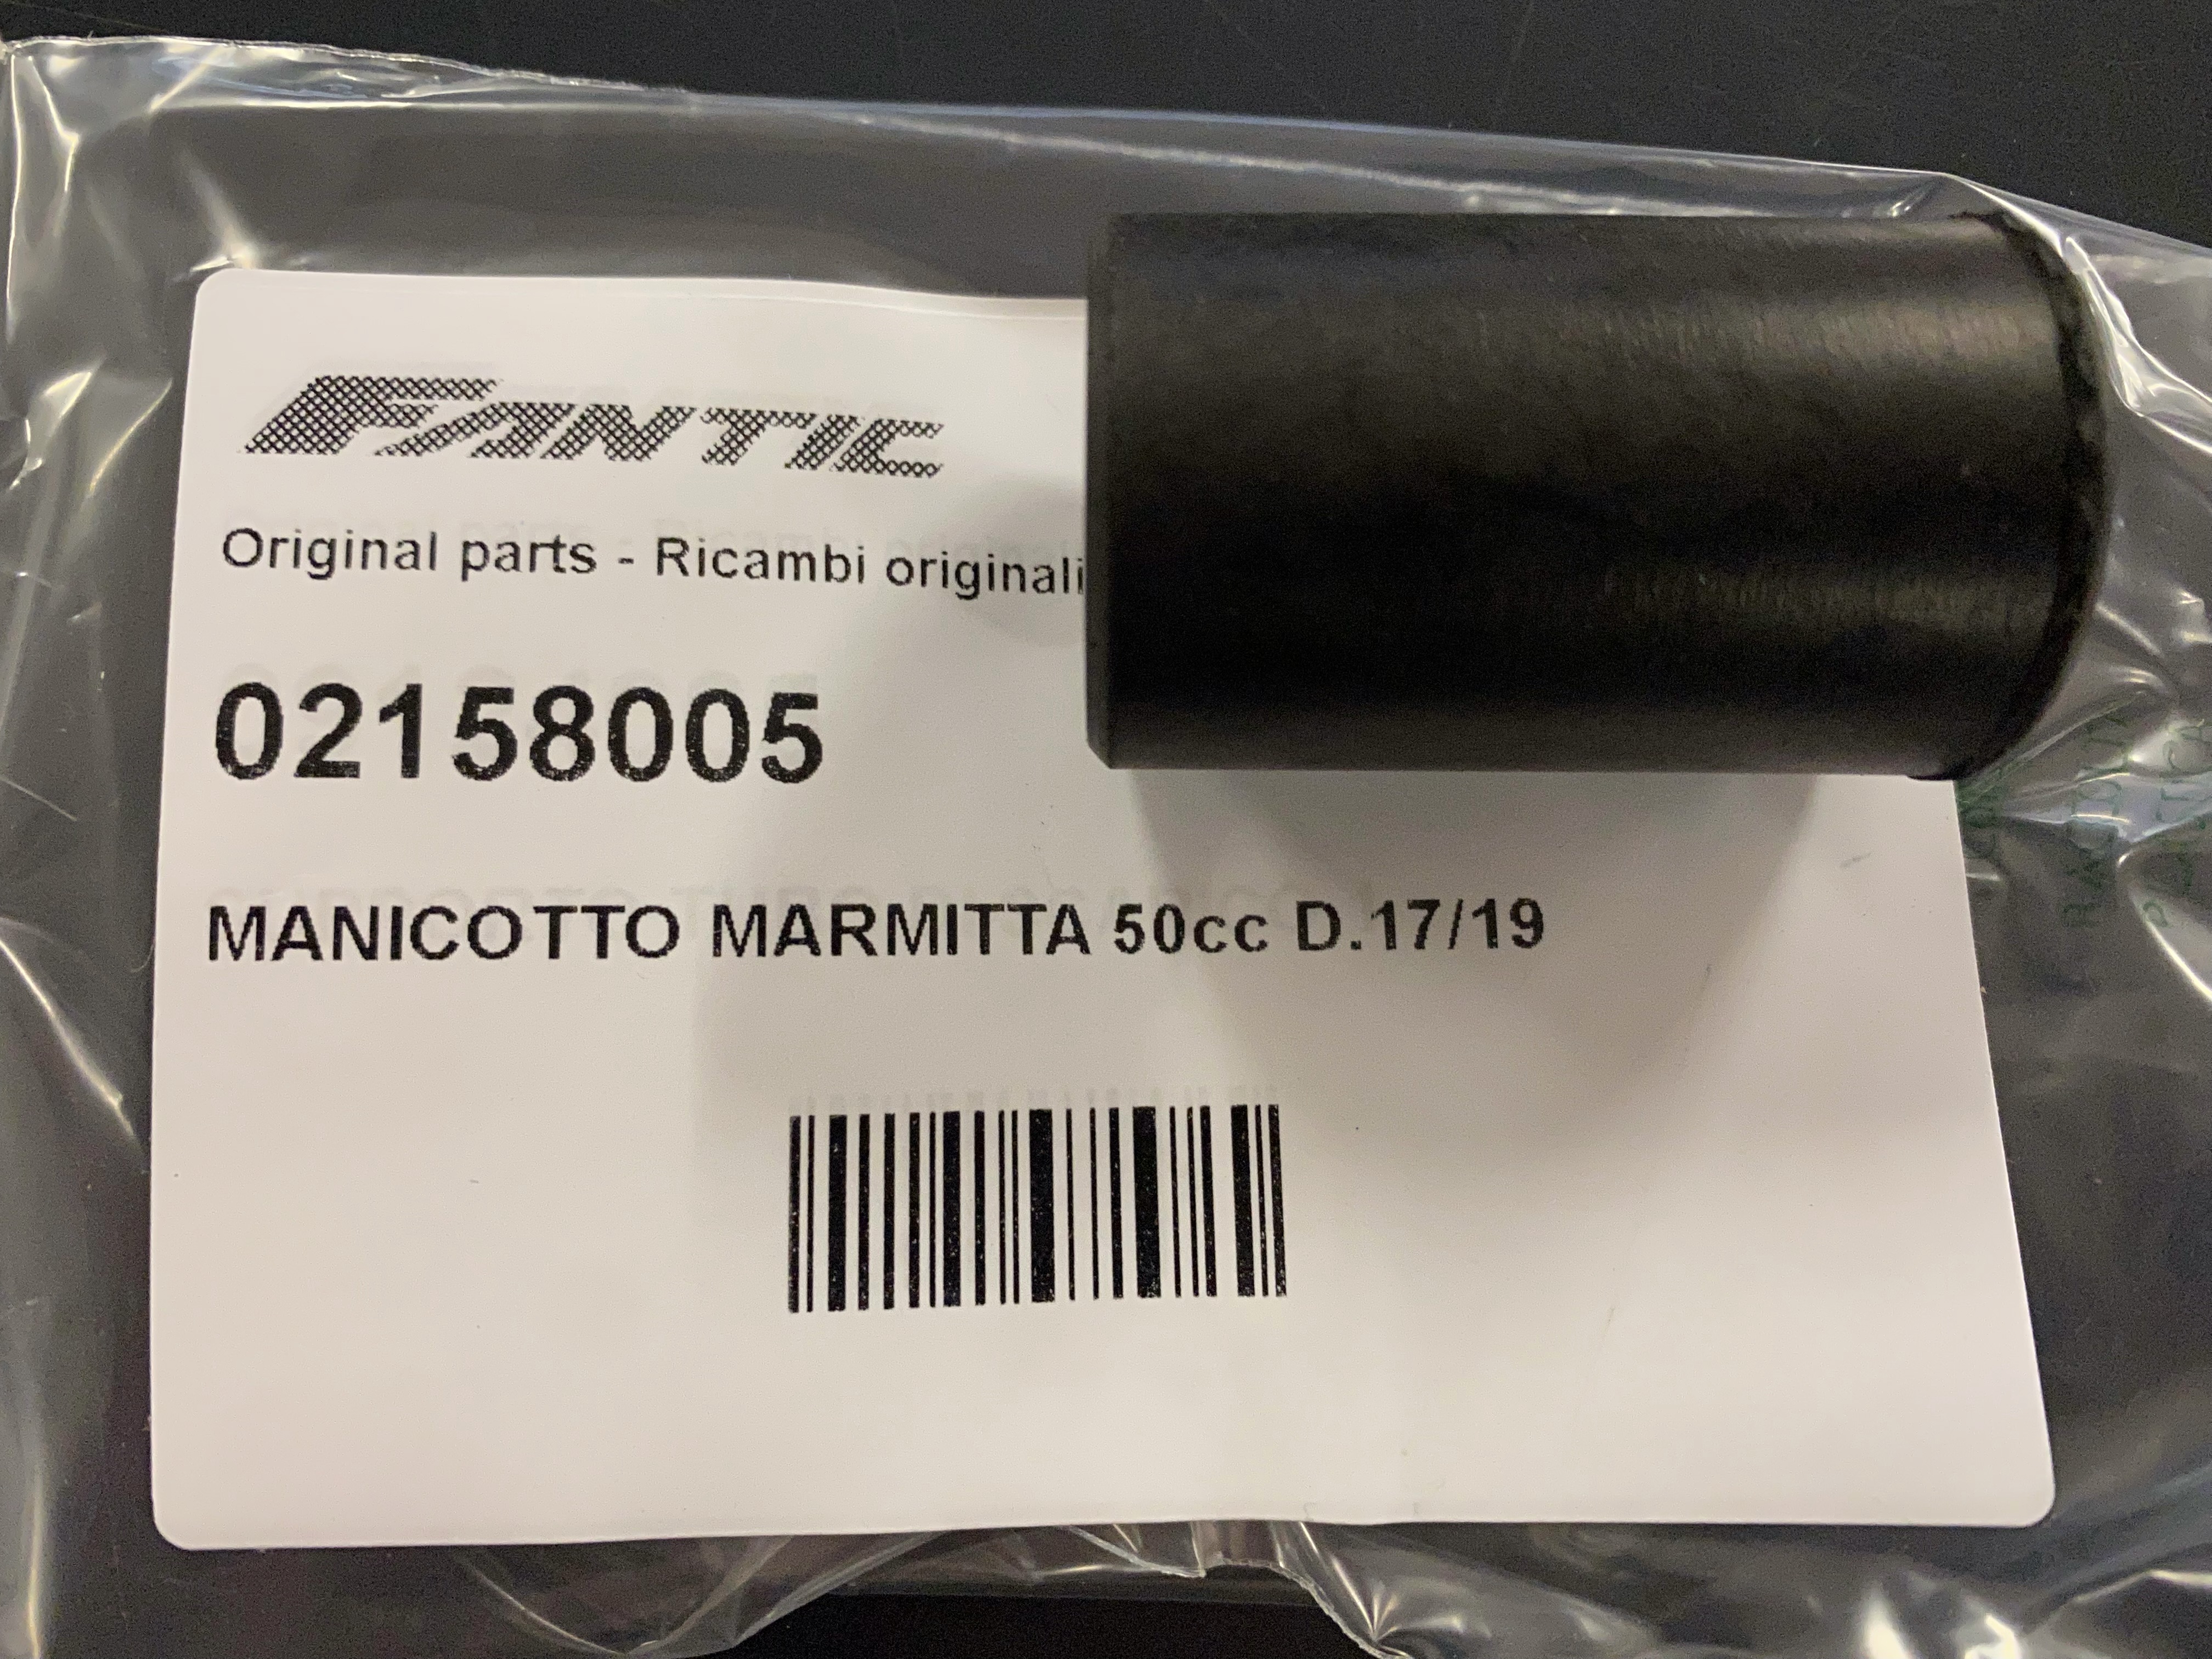 FANTIC
Original parts - Ricambi originali
02158005
MANICOTTO MARMITTA 50cc D.17/19